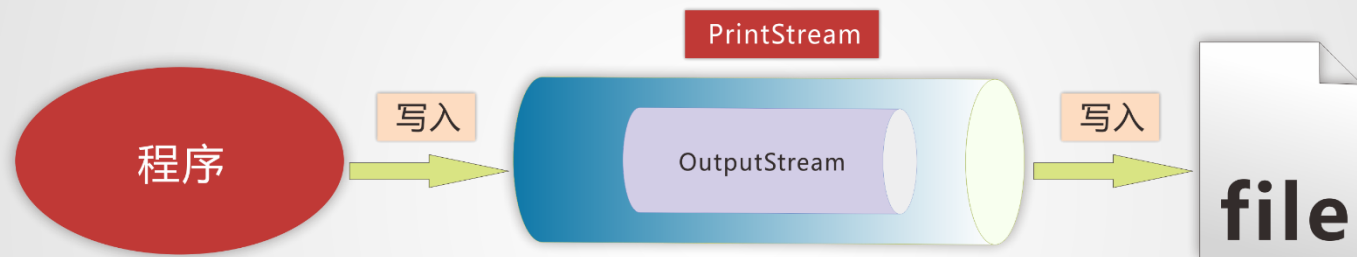 PrintStream
程序
写入
OutputStream
写入
file